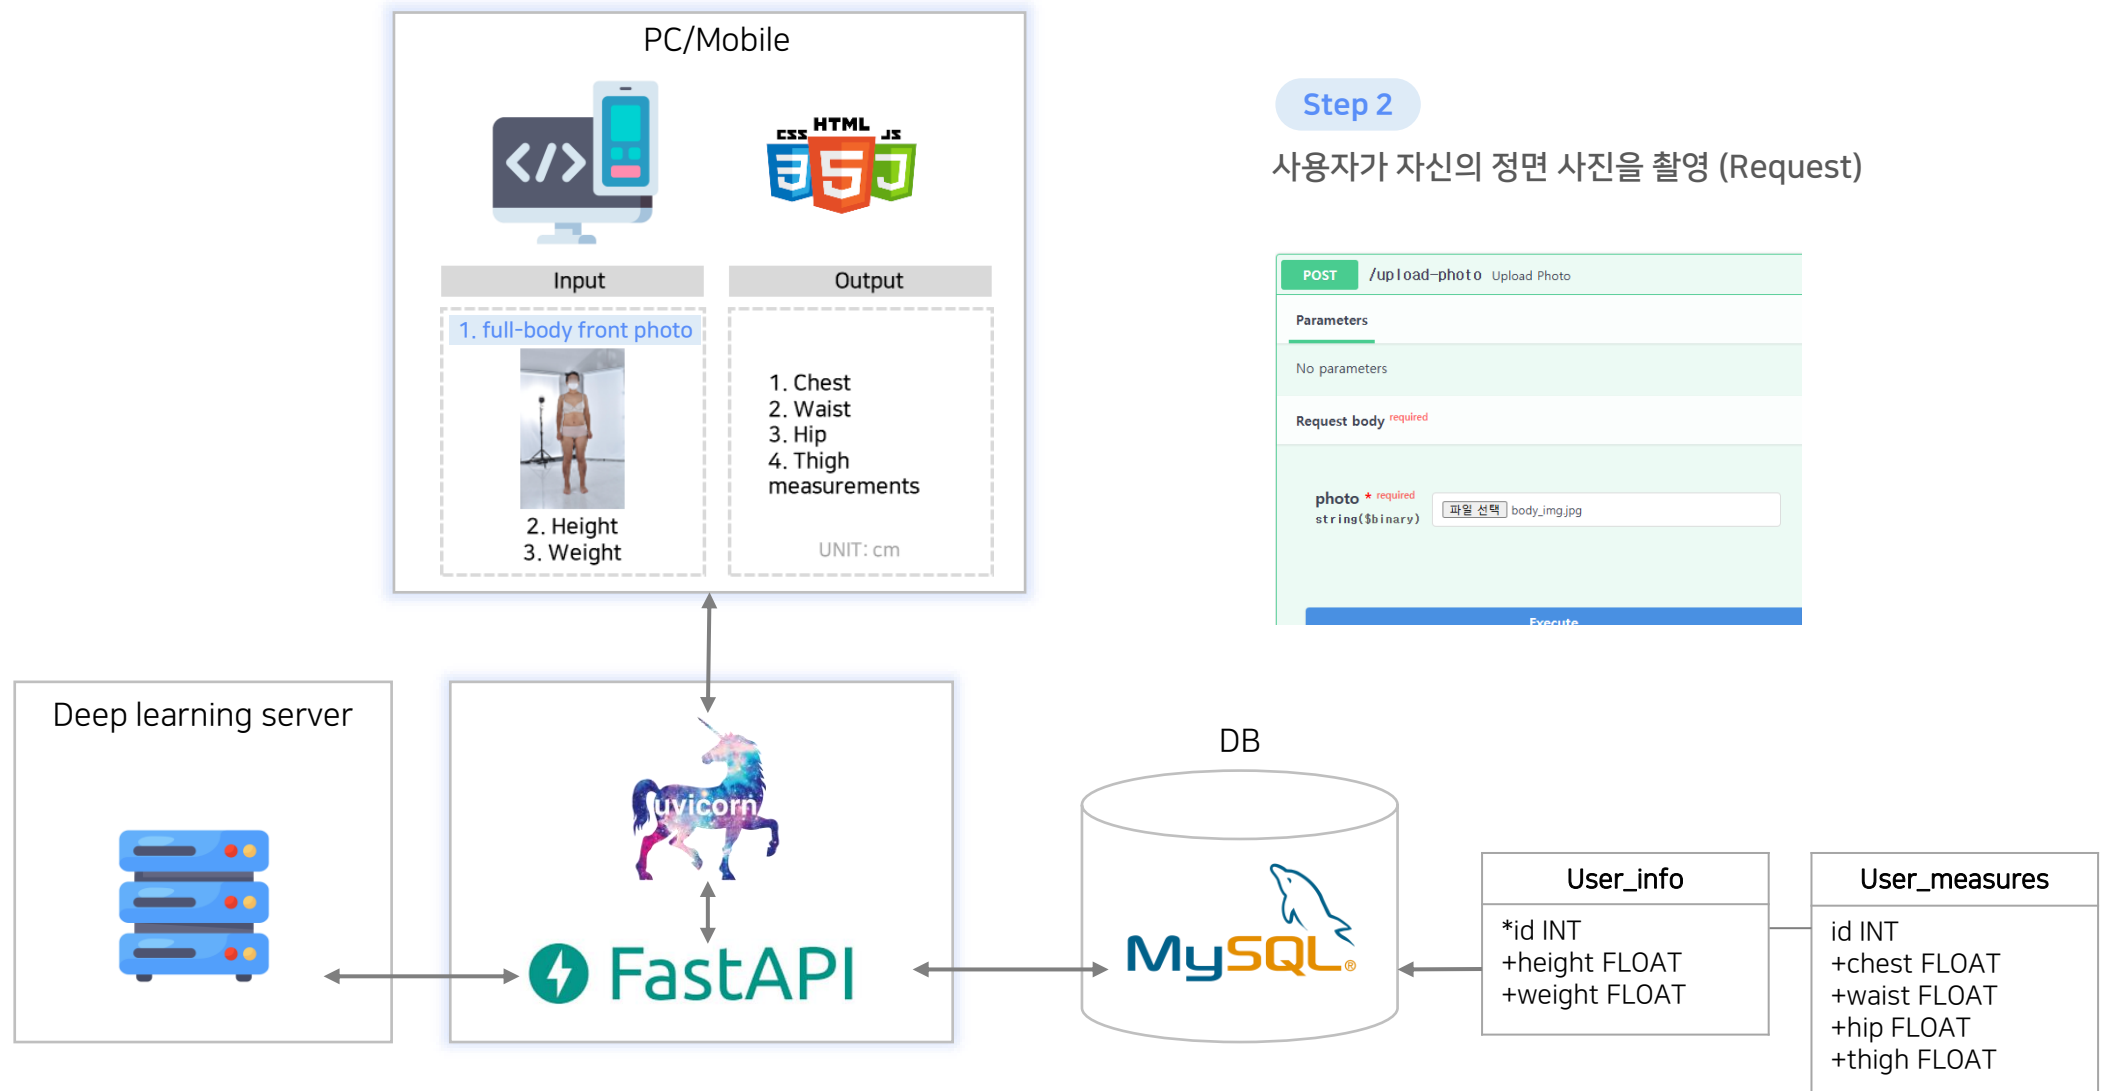 PC/Mobile
CSS HTML JS
3 5 J
Input
Output
1. full-body front photo
2. Height
3. Weight
1. Chest
2. Waist
3. Hip
4. Thigh
measurements
UNIT: cm
Step 2
사용자가 자신의 정면 사진을 촬영 (Request)
POST /upload-photo Upload Photo
Parameters
No parameters
Request body required
photo * required
string($binary)
파일 선택 body_img.jpg
Execute
Deep learning server
uvicorn
FastAPI
DB
MySQL®
User_info
*id INT
+height FLOAT
+weight FLOAT
User_measures
id INT
+chest FLOAT
+waist FLOAT
+hip FLOAT
+thigh FLOAT